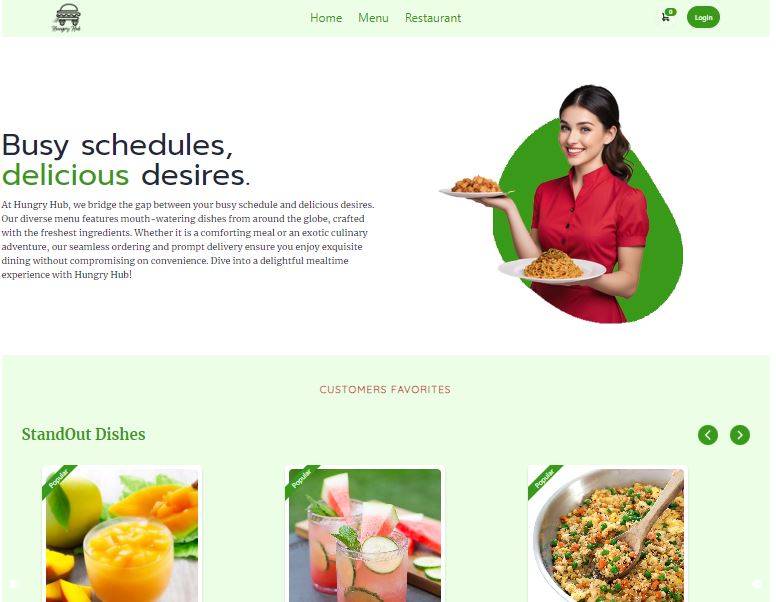 Hungry Hub
Home Menu Restaurant
0
Login
Busy schedules,
delicious desires.
At Hungry Hub, we bridge the gap between your busy schedule and delicious desires.
Our diverse menu features mouth-watering dishes from around the globe, crafted
with the freshest ingredients. Whether it is a comforting meal or an exotic culinary
adventure, our seamless ordering and prompt delivery ensure you enjoy exquisite
dining without compromising on convenience. Dive into a delightful mealtime
experience with Hungry Hub!
CUSTOMERS FAVORITES
StandOut Dishes
Popular
Popular
Popular